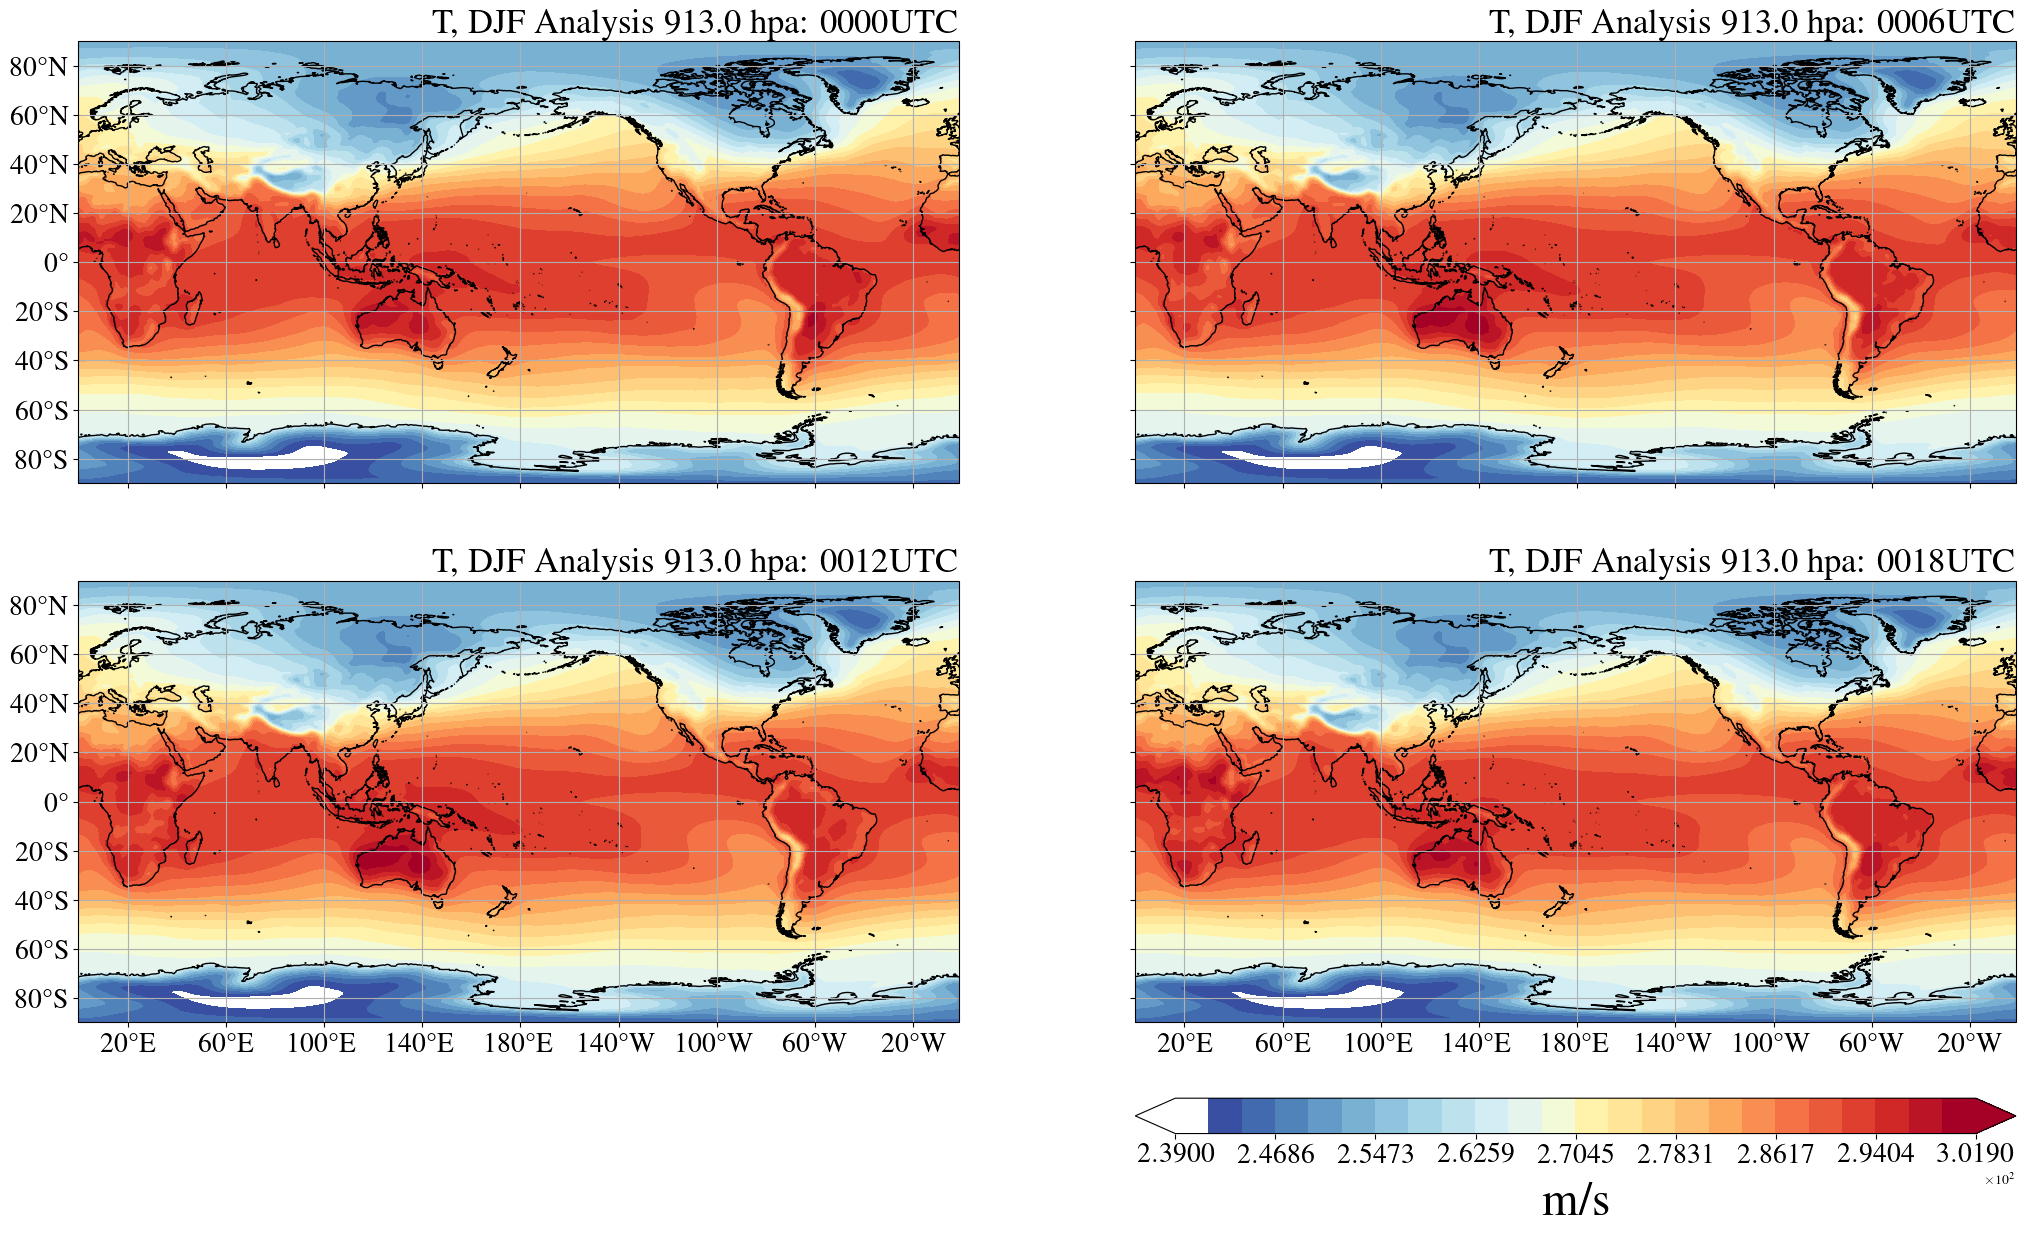 T, DJF Analysis 913.0 hpa: 0000UTC
T, DJF Analysis 913.0 hpa: 0006UTC
80°N
60°N
40°N
20°N
0°
20°S
40°S
60°S
80°S
T, DJF Analysis 913.0 hpa: 0012UTC
T, DJF Analysis 913.0 hpa: 0018UTC
80°N
60°N
40°N
20°N
0°
20°S
40°S
60°S
80°S
20°E 60°E 100°E 140°E 180°E 140°W 100°W 60°W 20°W
20°E 60°E 100°E 140°E 180°E 140°W 100°W 60°W 20°W
2.3900 2.4686 2.5473 2.6259 2.7045 2.7831 2.8617 2.9404 3.0190
×10²
m/s